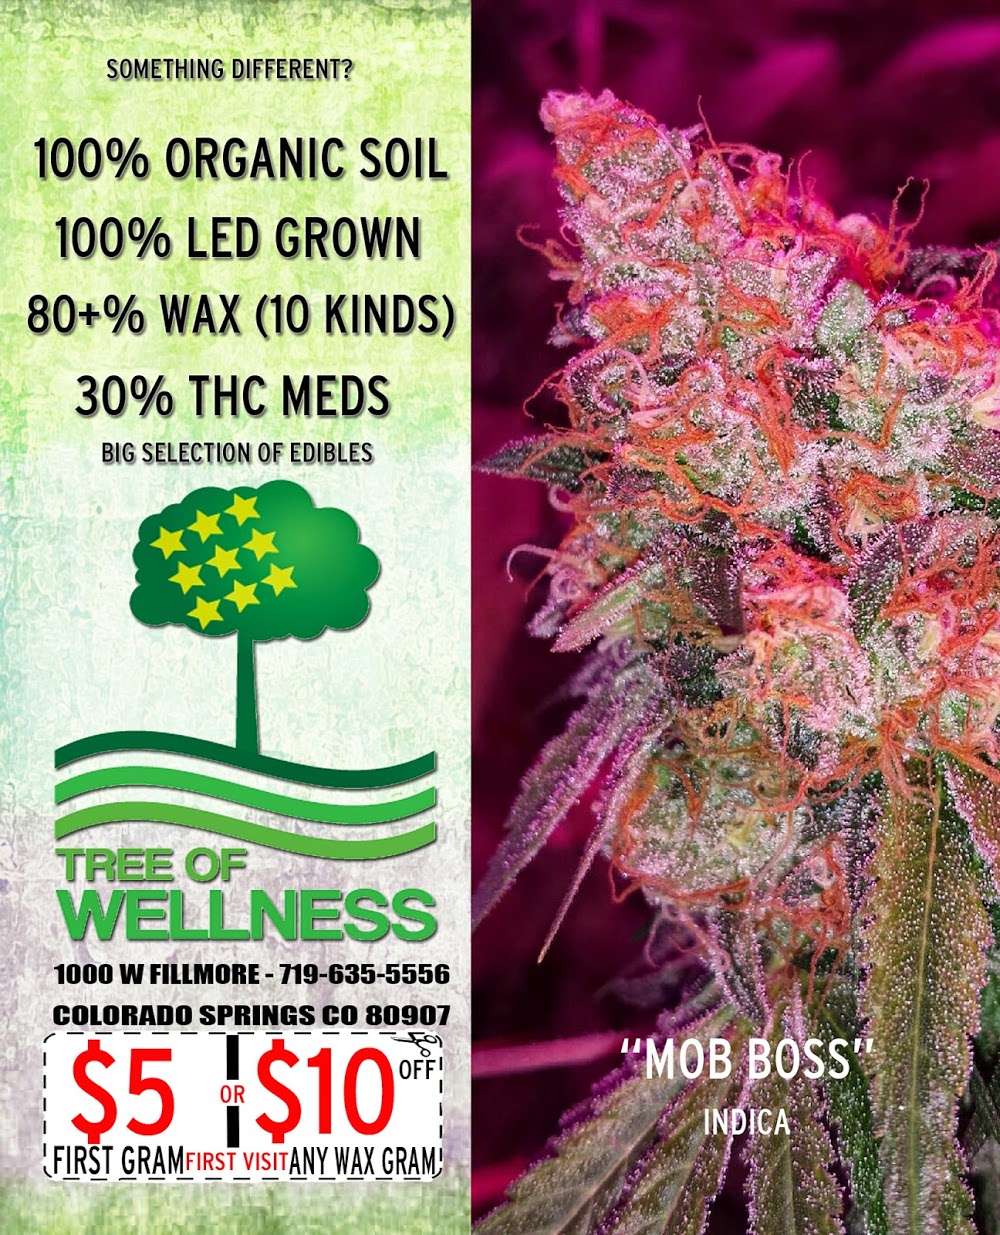 SOMETHING DIFFERENT?
100% ORGANIC SOIL
100% LED GROWN
80+% WAX (10 KINDS)
30% THC MEDS
BIG SELECTION OF EDIBLES
TREE OF
WELLNESS
1000 W FILLMORE - 719-635-5556
COLORADO SPRINGS CO 80907
$5 OR $10 OFF
FIRST GRAM FIRST VISIT ANY WAX GRAM!
“MOB BOSS”
INDICA